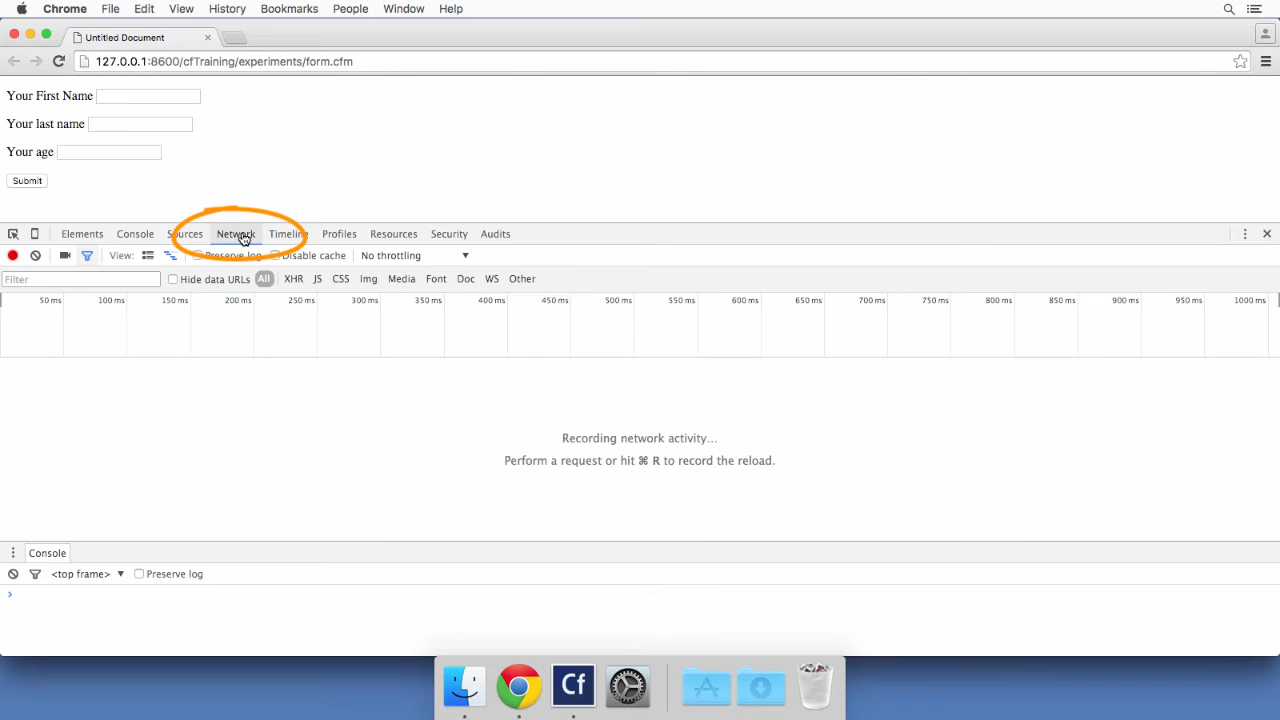 Chrome File Edit View History Bookmarks People Window Help
Untitled Document
127.0.0.1:8600/cfTraining/experiments/form.cfm
Your First Name
Your last name
Your age
Submit
Elements Console Sources Network Timeline Profiles Resources Security Audits
View: Preserve log Disable cache No throttling
Filter Hide data URLs All XHR JS CSS Img Media Font Doc WS Other
50 ms 100 ms 150 ms 200 ms 250 ms 300 ms 350 ms 400 ms 450 ms 500 ms 550 ms 600 ms 650 ms 700 ms 750 ms 800 ms 850 ms 900 ms 950 ms 1000 ms
Recording network activity...
Perform a request or hit ⌘ R to record the reload.
Console
<top frame> Preserve log
Cf